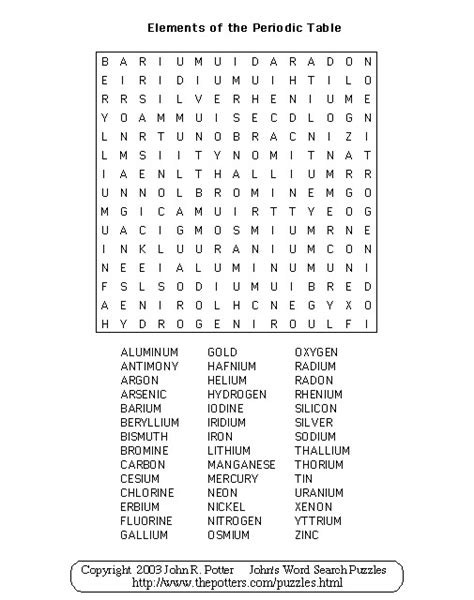 Elements of the Periodic Table
B A R I U M U I D A R A D O N
E I R I D I U M U I H T I L O
R R S I L V E R H E N I U M E
Y O A M M U I S E C D L O G N
L N R T U N O B R A C N I Z I
L M S I I T Y N O M I T N A T
I A E N L T H A L L I U M R R
U N N O L B R O M I N E M G O
M G I C A M U I R T T Y E O G
U A C I G M O S M I U M R N E
I N K L U U R A N I U M C O N
N E E I A L U M I N U M U N I
F S L S O D I U M U I B R E D
A E N I R O L H C N E G Y X O
H Y D R O G E N I R O U L F I
ALUMINUM GOLD OXYGEN
ANTIMONY HAFNIUM RADIUM
ARGON HELIUM RADON
ARSENIC HYDROGEN RHENIUM
BARIUM IODINE SILICON
BERYLLIUM IRIDIUM SILVER
BISMUTH IRON SODIUM
BROMINE LITHIUM THALLIUM
CARBON MANGANESE THORIUM
CESIUM MERCURY TIN
CHLORINE NEON URANIUM
ERBIUM NICKEL XENON
FLUORINE NITROGEN YTTRIUM
GALLIUM OSMIUM ZINC
Copyright 2003 John R. Potter John's Word Search Puzzles
http://www.thepotters.com/puzzles.html